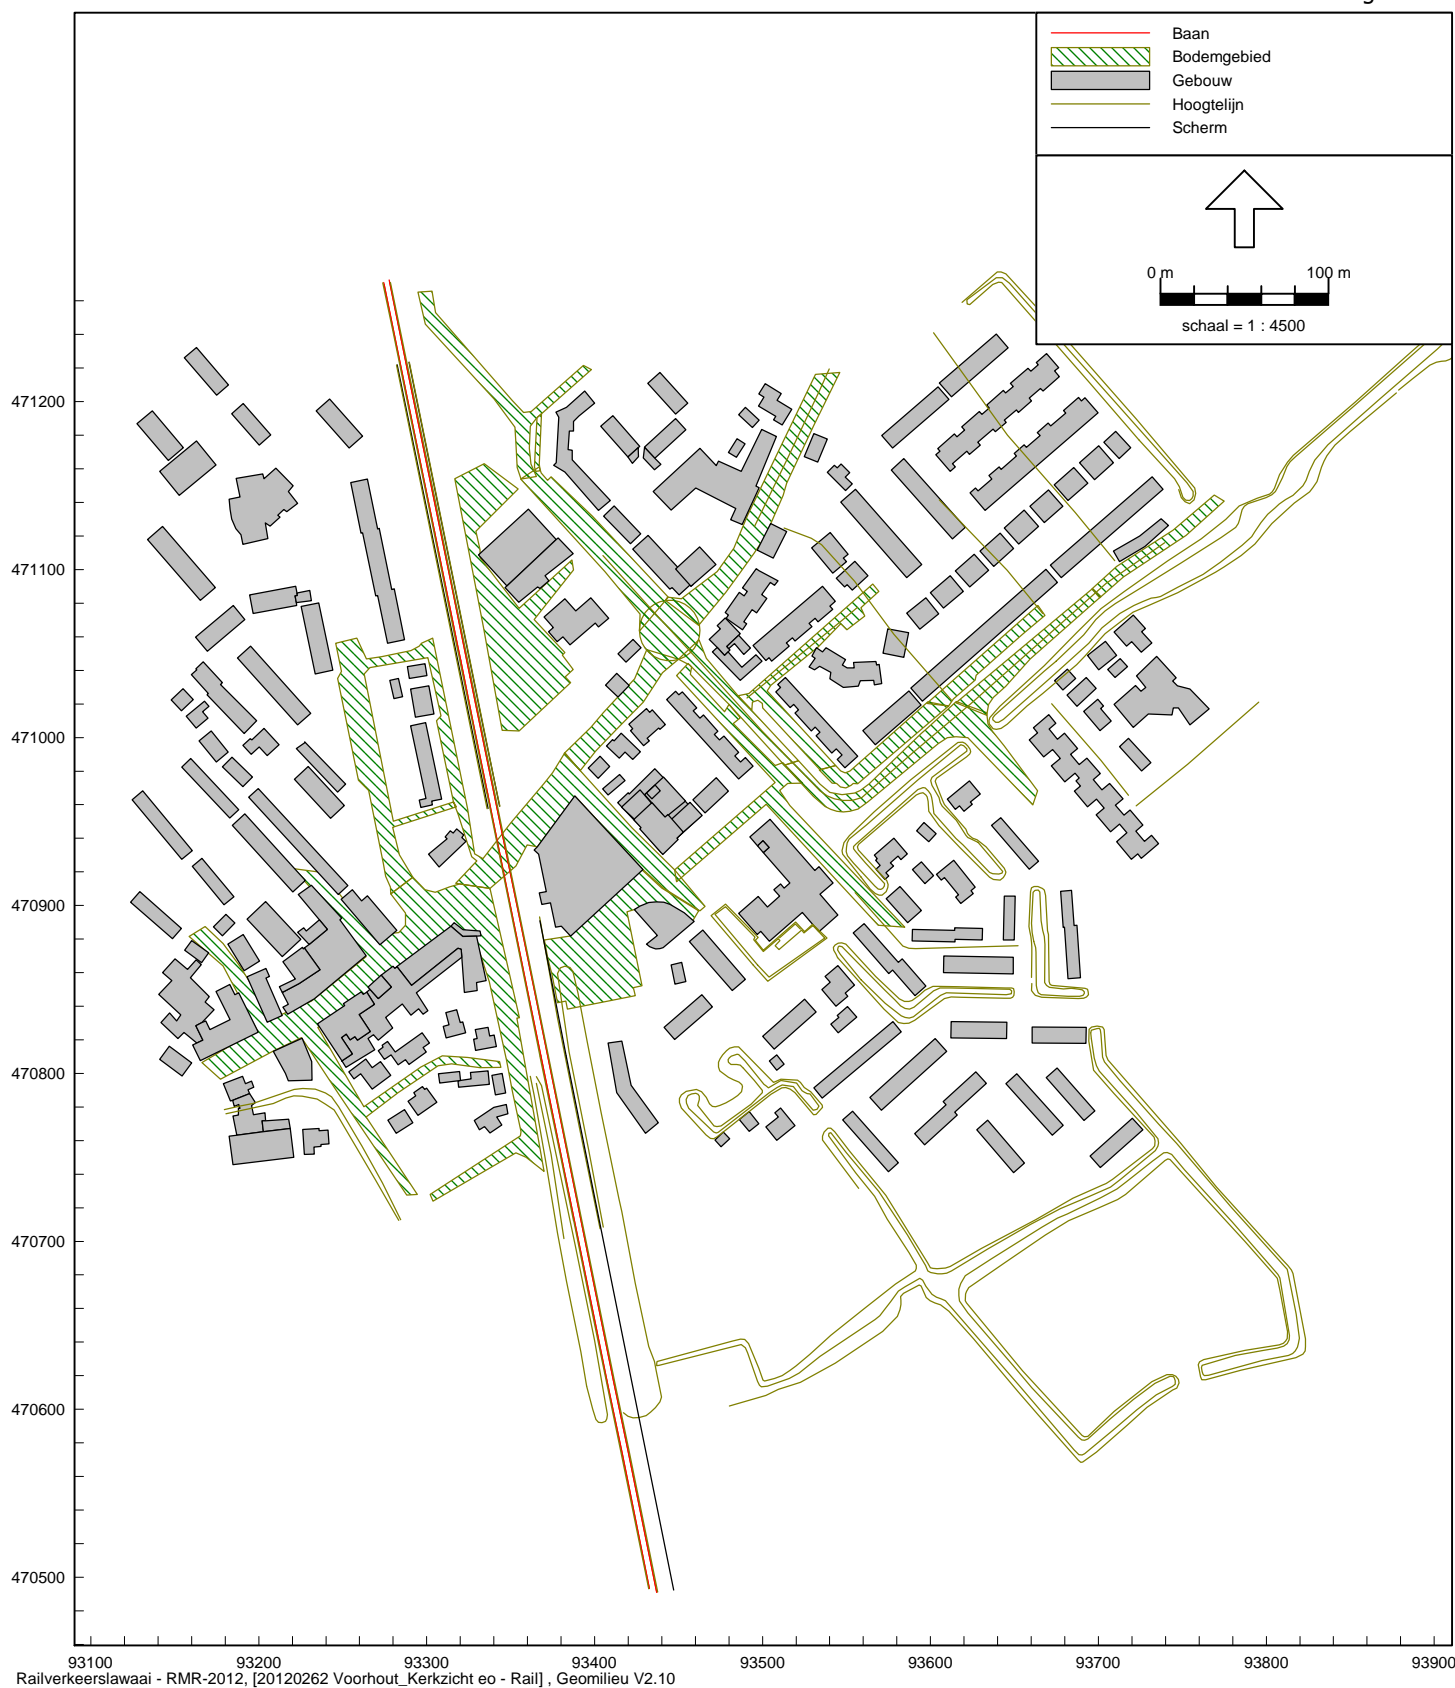 Baan
Bodemgebied
Gebouw
Hoogtelijn
Scherm
0 m 100 m
schaal = 1 : 4500
471200
471100
471000
470900
470800
470700
470600
470500
93100 93200 93300 93400 93500 93600 93700 93800 93900
Railverkeerslawaai - RMR-2012, [20120262 Voorhout_Kerkzicht eo - Rail] , Geomilieu V2.10